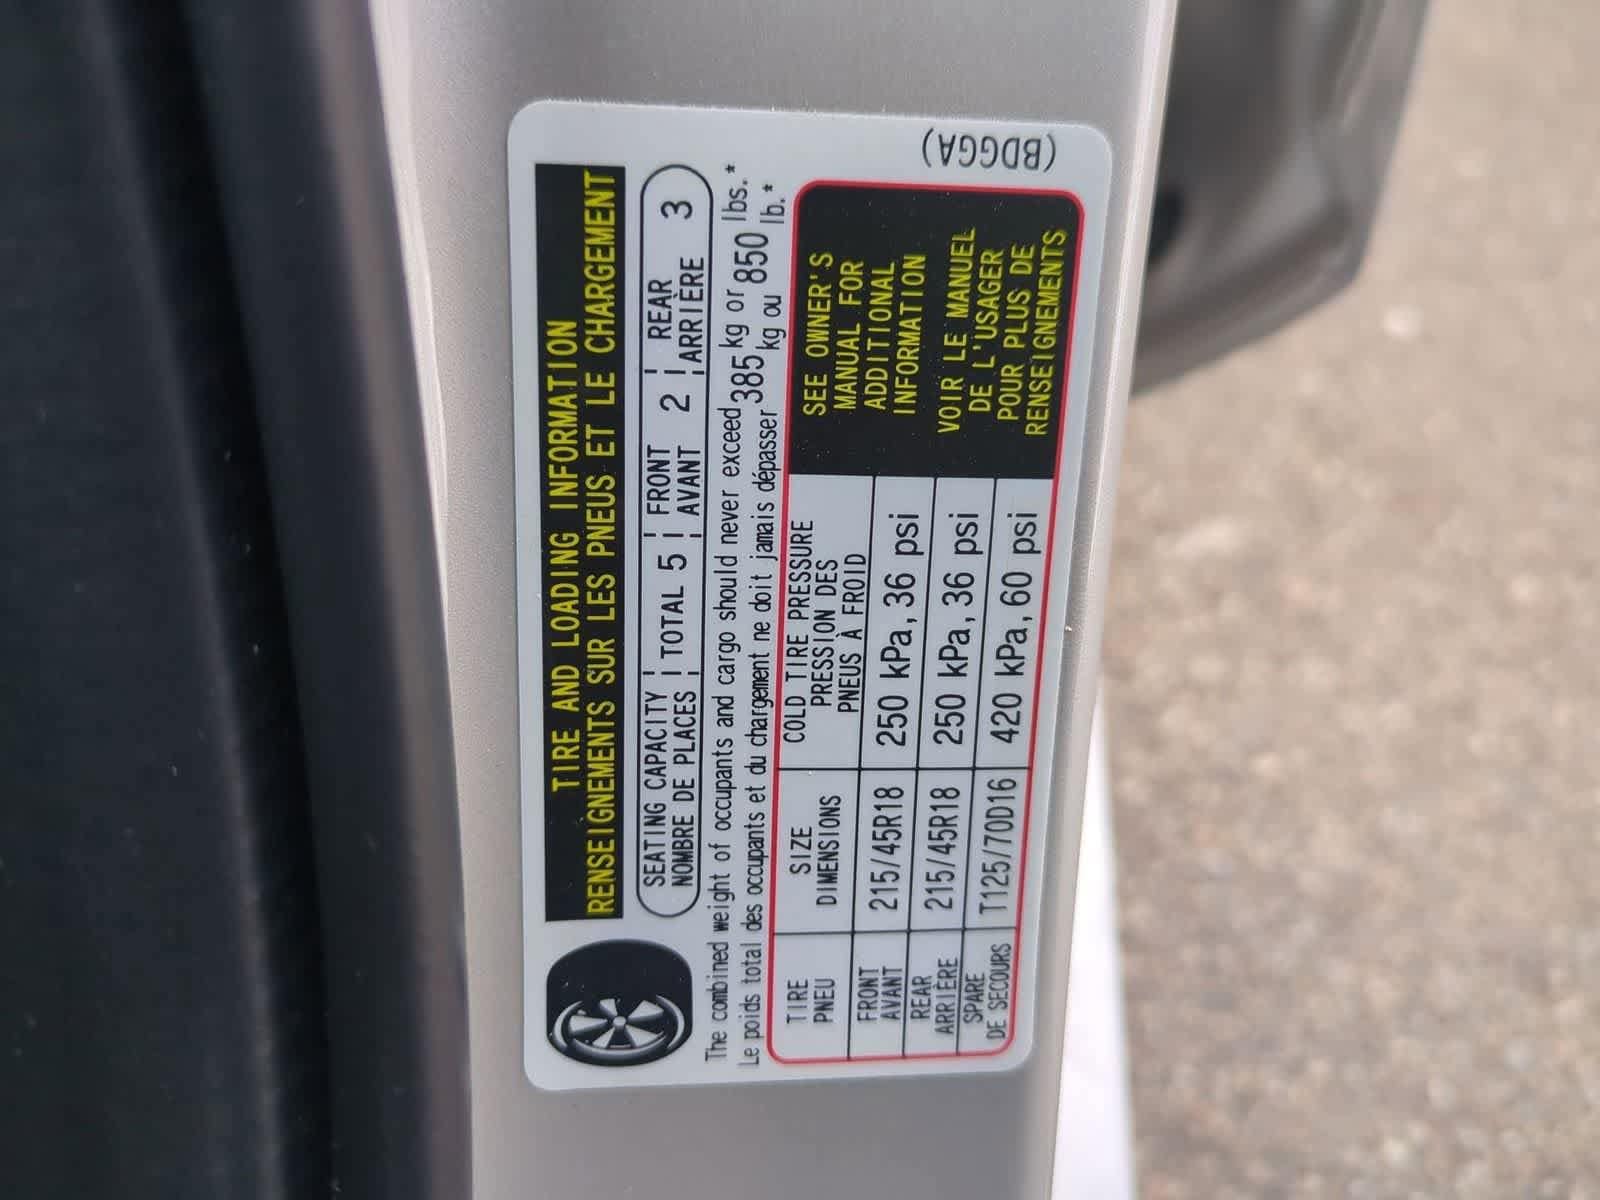 TIRE AND LOADING INFORMATION
RENSEIGNEMENTS SUR LES PNEUS ET LE CHARGEMENT
SEATING CAPACITY
NOMBRE DE PLACES
TOTAL 5
FRONT
AVANT 2
REAR
ARRIÈRE 3
The combined weight of occupants and cargo should never exceed 385 kg or 850 lbs.*
Le poids total des occupants et du chargement ne doit jamais dépasser 385 kg ou 850 lb.*
TIRE
PNEU
SIZE
DIMENSIONS
COLD TIRE PRESSURE
PRESSION DES
PNEUS À FROID
FRONT
AVANT
215/45R18
250 kPa, 36 psi
REAR
ARRIÈRE
215/45R18
250 kPa, 36 psi
SPARE
DE SECOURS
T125/70D16
420 kPa, 60 psi
SEE OWNER'S
MANUAL FOR
ADDITIONAL
INFORMATION
VOIR LE MANUEL
DE L'USAGER
POUR PLUS DE
RENSEIGNEMENTS
(BDGGA)